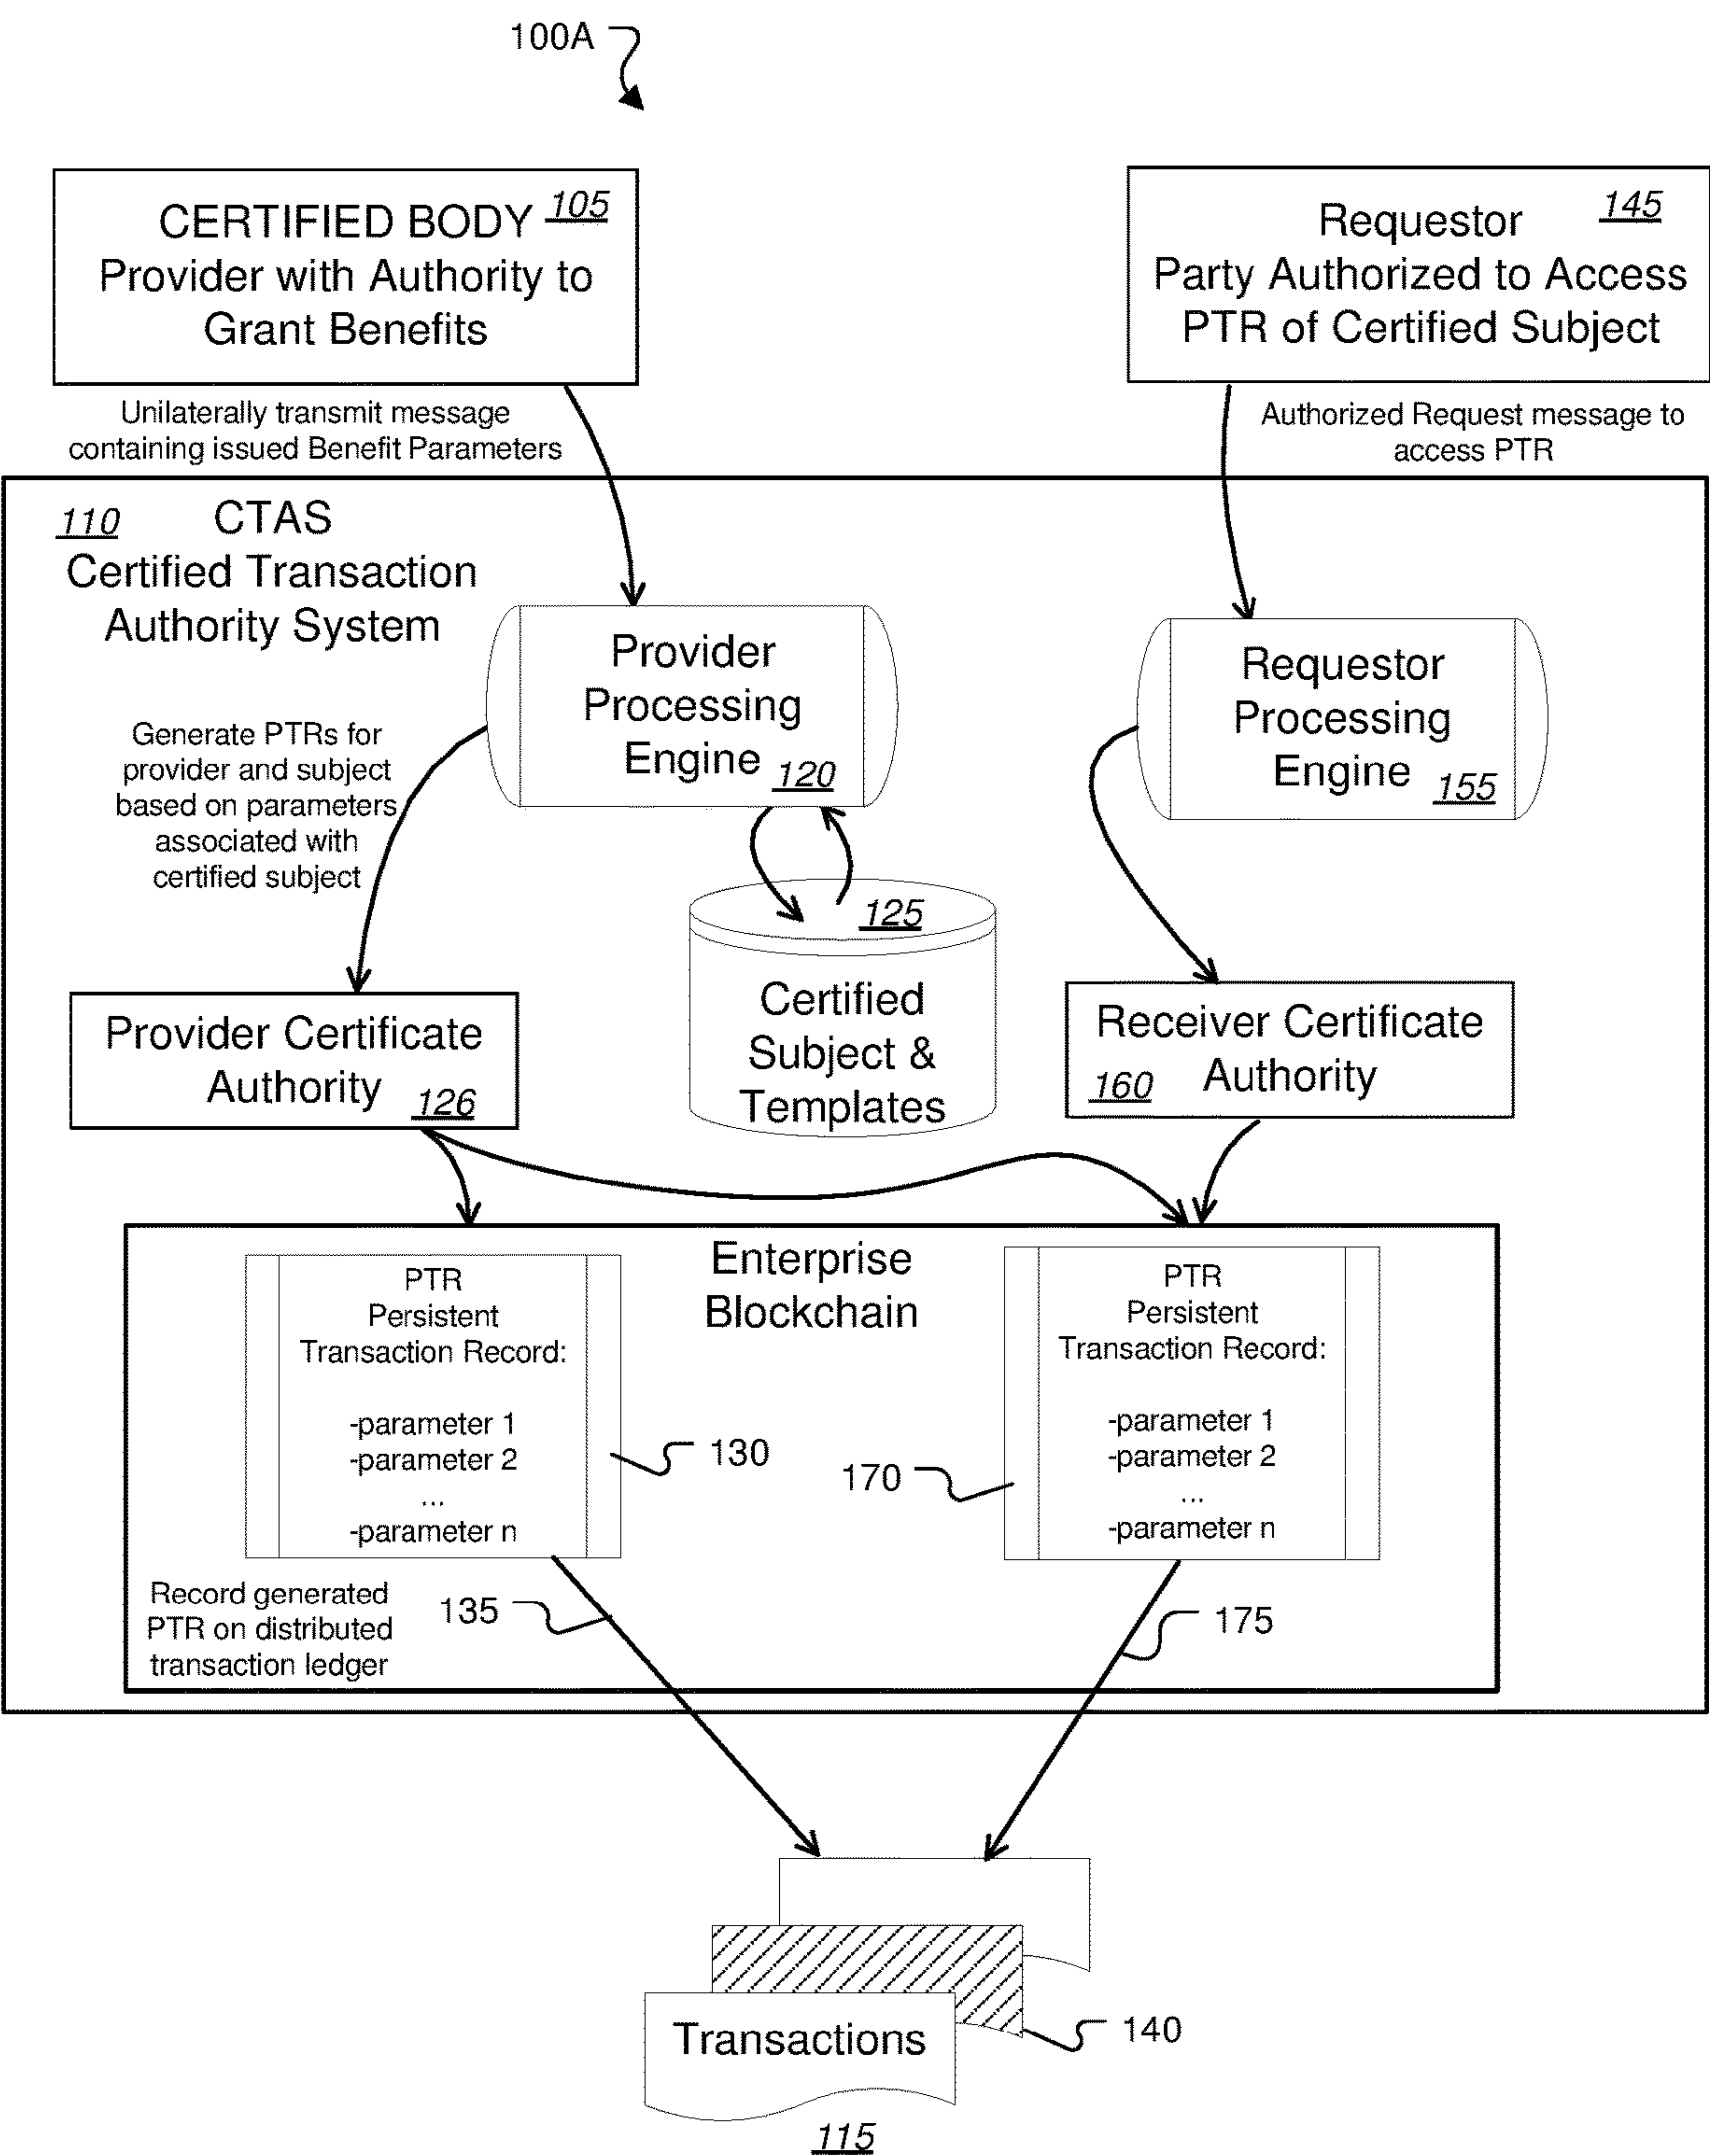 100A
CERTIFIED BODY 105
Provider with Authority to
Grant Benefits
Requestor 145
Party Authorized to Access
PTR of Certified Subject
Unilaterally transmit message
containing issued Benefit Parameters
Authorized Request message to
access PTR
110 CTAS
Certified Transaction
Authority System
Provider
Processing
Engine 120
Requestor
Processing
Engine 155
Generate PTRs for
provider and subject
based on parameters
associated with
certified subject
125
Certified
Subject &
Templates
Provider Certificate
Authority 126
Receiver Certificate
160 Authority
Enterprise
Blockchain
PTR
Persistent
Transaction Record:
-parameter 1
-parameter 2
...
-parameter n
130
PTR
Persistent
Transaction Record:
-parameter 1
-parameter 2
...
-parameter n
170
Record generated
PTR on distributed
transaction ledger
135
175
Transactions
140
115